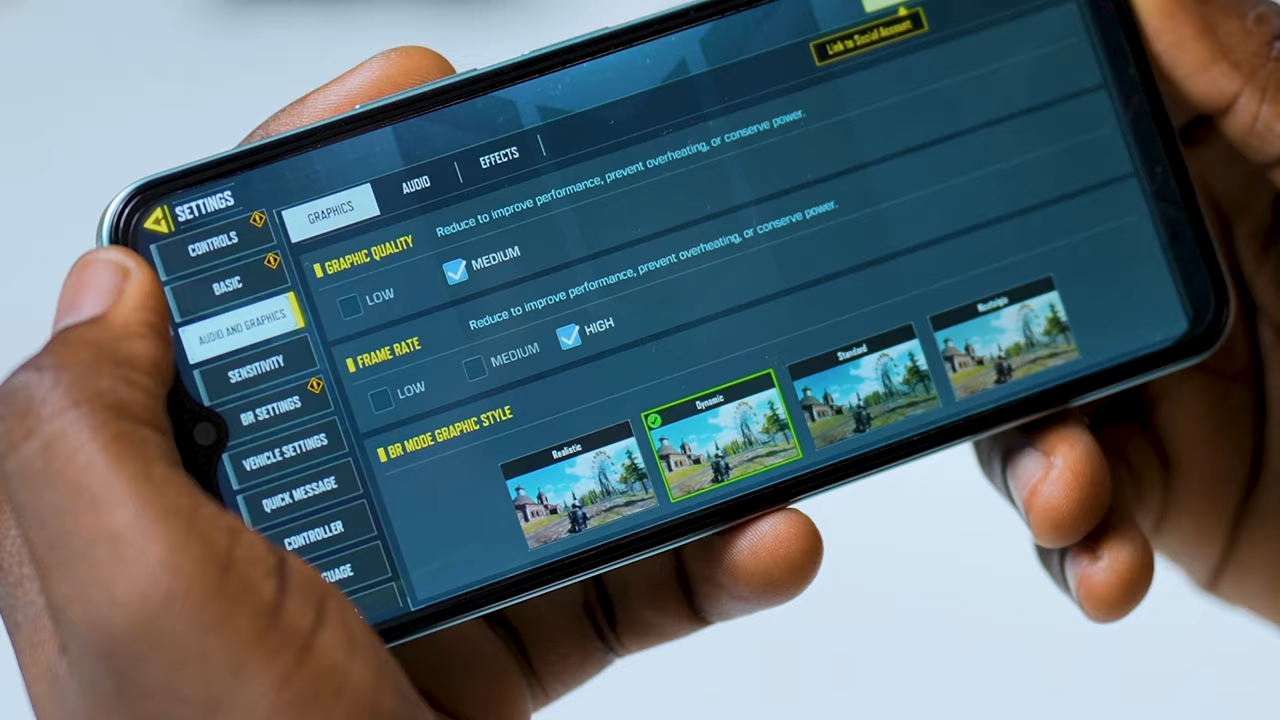 Link to Social Account
SETTINGS
CONTROLS
BASIC
AUDIO AND GRAPHICS
SENSITIVITY
BR SETTINGS
VEHICLE SETTINGS
QUICK MESSAGE
CONTROLLER
GUAGE
GRAPHICS
AUDIO
EFFECTS
GRAPHIC QUALITY
Reduce to improve performance, prevent overheating, or conserve power.
LOW
MEDIUM
FRAME RATE
Reduce to improve performance, prevent overheating, or conserve power.
LOW
MEDIUM
HIGH
BR MODE GRAPHIC STYLE
Realistic
Dynamic
Standard
Nostalgia